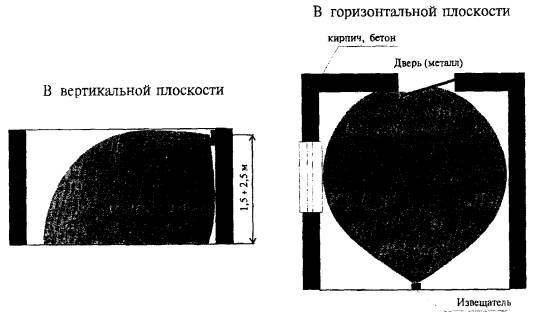 В горизонтальной плоскости
кирпич, бетон
Дверь (металл)
В вертикальной плоскости
1,5 ÷ 2,5 м
Извещатель